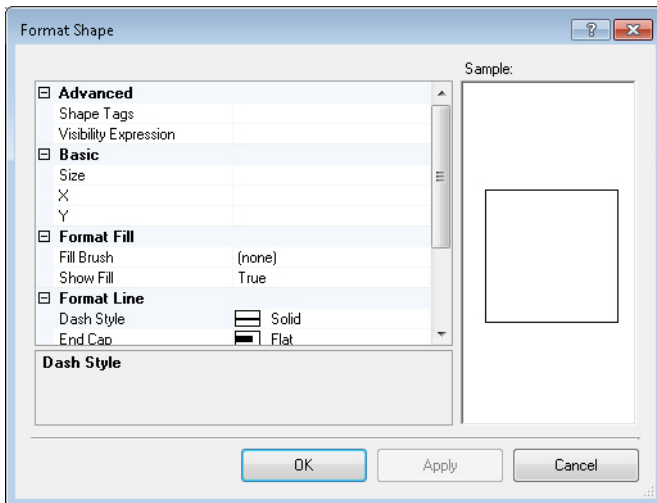 Format Shape
Sample:
Advanced
Shape Tags
Visibility Expression
Basic
Size
X
Y
Format Fill
Fill Brush (none)
Show Fill True
Format Line
Dash Style Solid
End Cap Flat
Dash Style
OK Apply Cancel